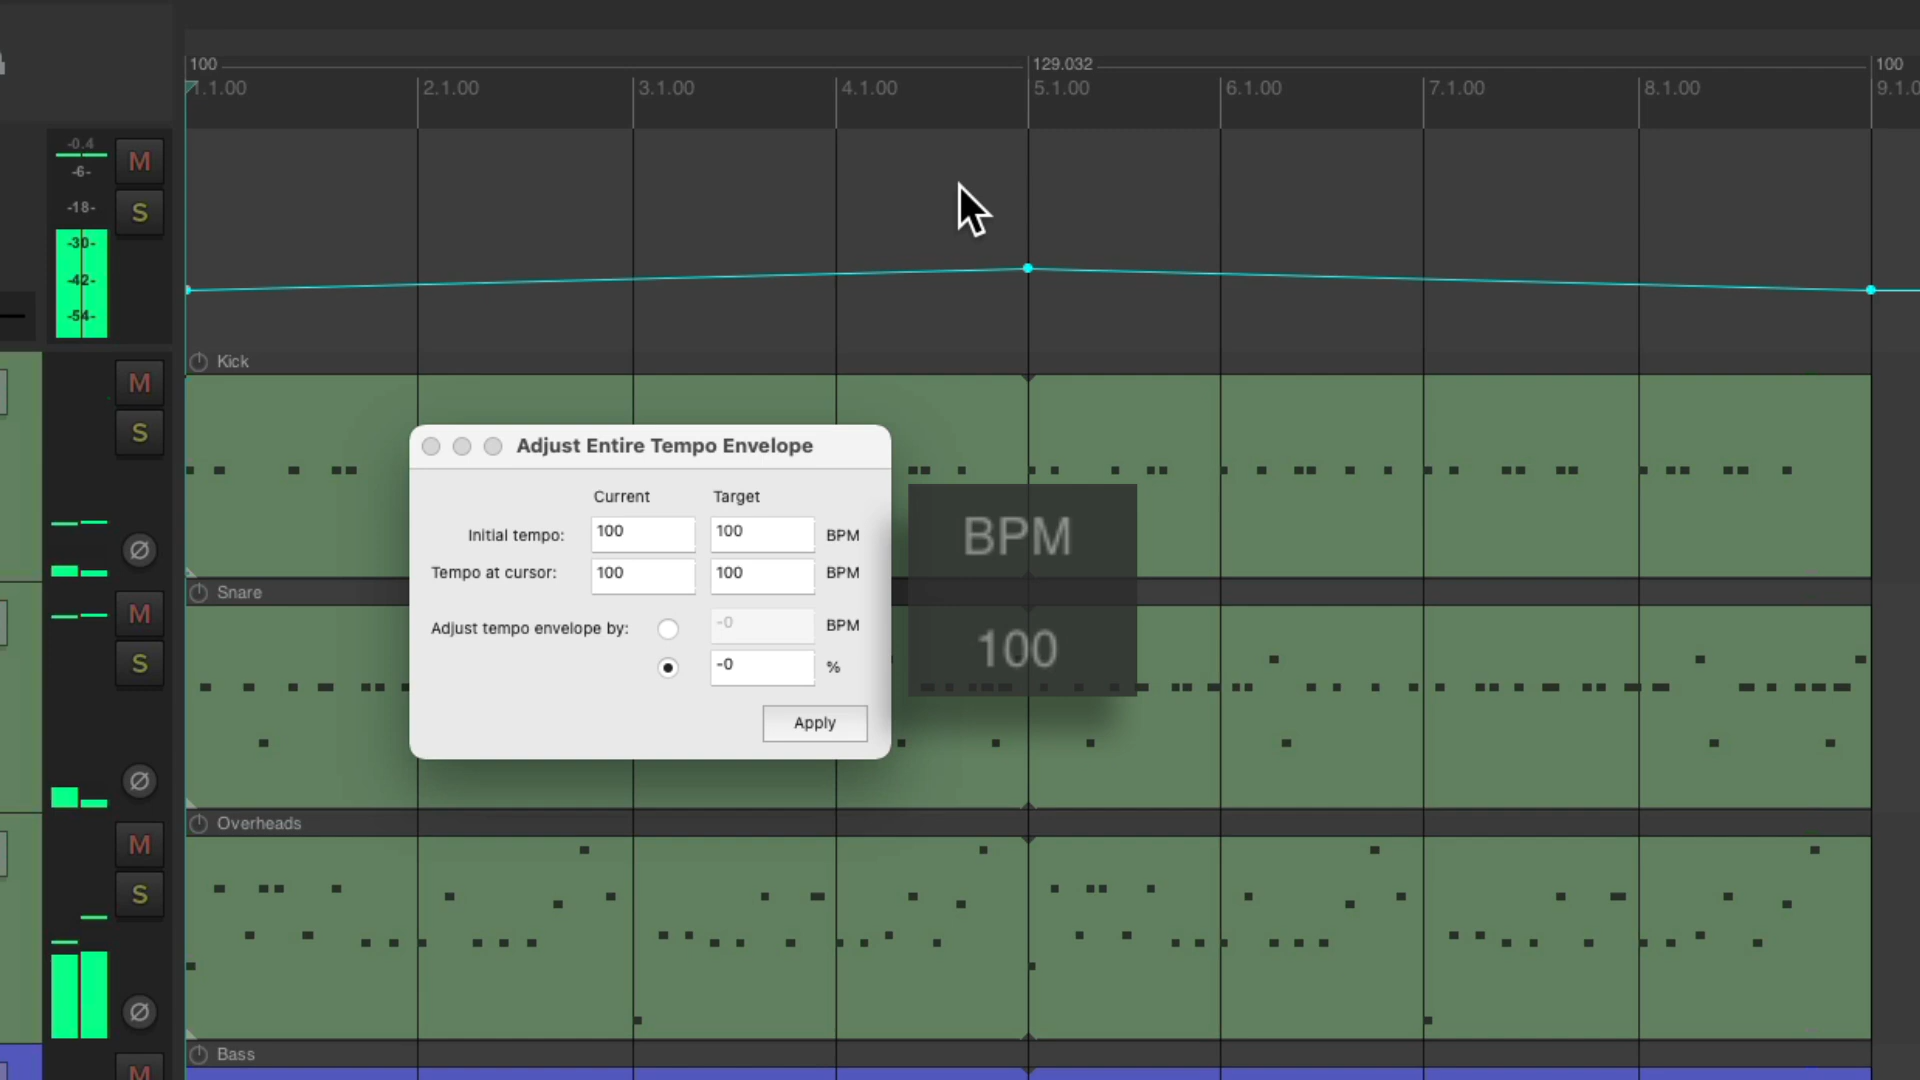 100 129.032 100
1.1.00 2.1.00 3.1.00 4.1.00 5.1.00 6.1.00 7.1.00 8.1.00 9.1.0
-0.4
M
-6-
-18-
S
-30-
-42-
-54-
Kick
M
S
Adjust Entire Tempo Envelope
Current Target
Initial tempo: 100 100 BPM
Tempo at cursor: 100 100 BPM
Adjust tempo envelope by: -0 BPM
-0 %
Apply
BPM
100
Ø
Snare
M
S
Ø
Overheads
M
S
Ø
Bass
M